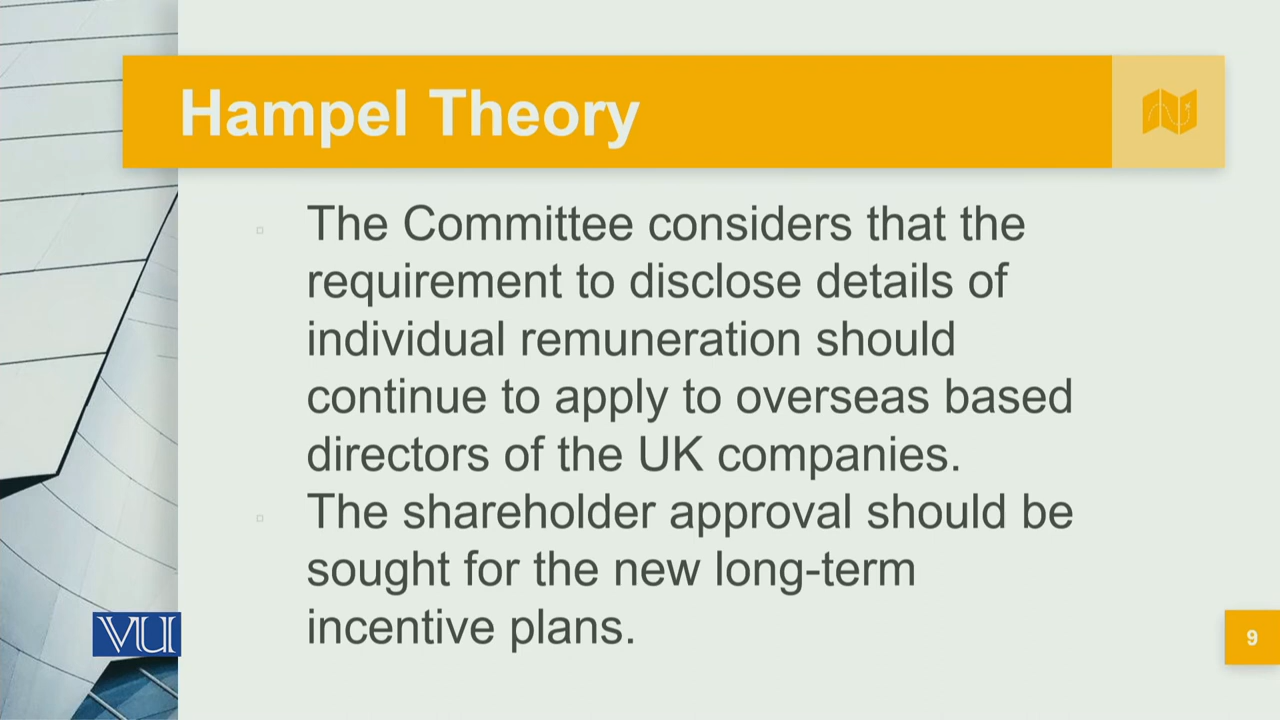 Hampel Theory
The Committee considers that the
requirement to disclose details of
individual remuneration should
continue to apply to overseas based
directors of the UK companies.
The shareholder approval should be
sought for the new long-term
incentive plans.
VU
9